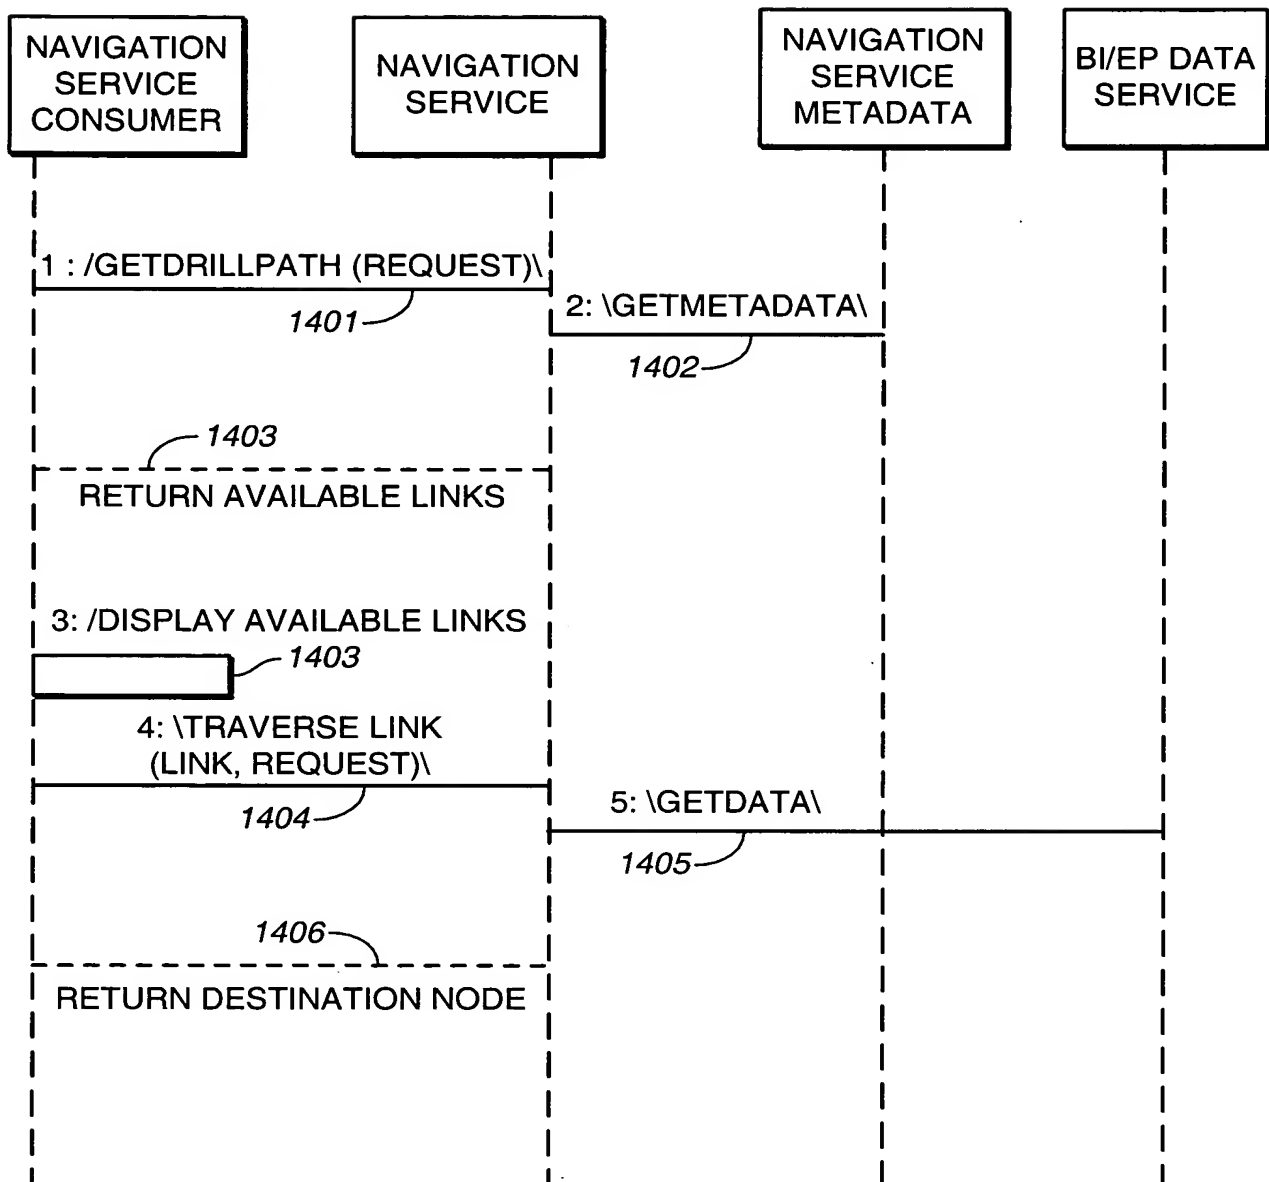 NAVIGATION
SERVICE
CONSUMER
NAVIGATION
SERVICE
NAVIGATION
SERVICE
METADATA
BI/EP DATA
SERVICE
1 : /GETDRILLPATH (REQUEST)\
1401
2: \GETMETADATA\
1402
1403
RETURN AVAILABLE LINKS
3: /DISPLAY AVAILABLE LINKS
1403
4: \TRAVERSE LINK
(LINK, REQUEST)\
1404
5: \GETDATA\
1405
1406
RETURN DESTINATION NODE